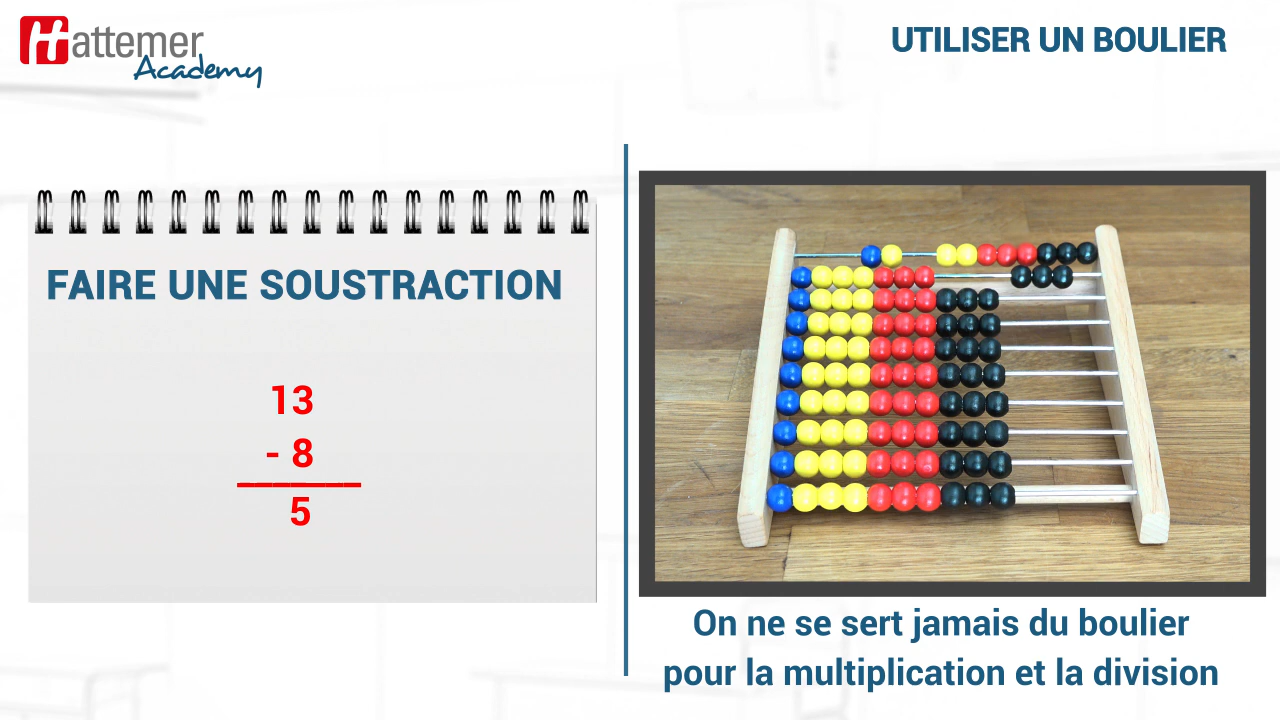 Hattemer
Academy
UTILISER UN BOULIER
FAIRE UNE SOUSTRACTION
13
- 8
5
On ne se sert jamais du boulier
pour la multiplication et la division